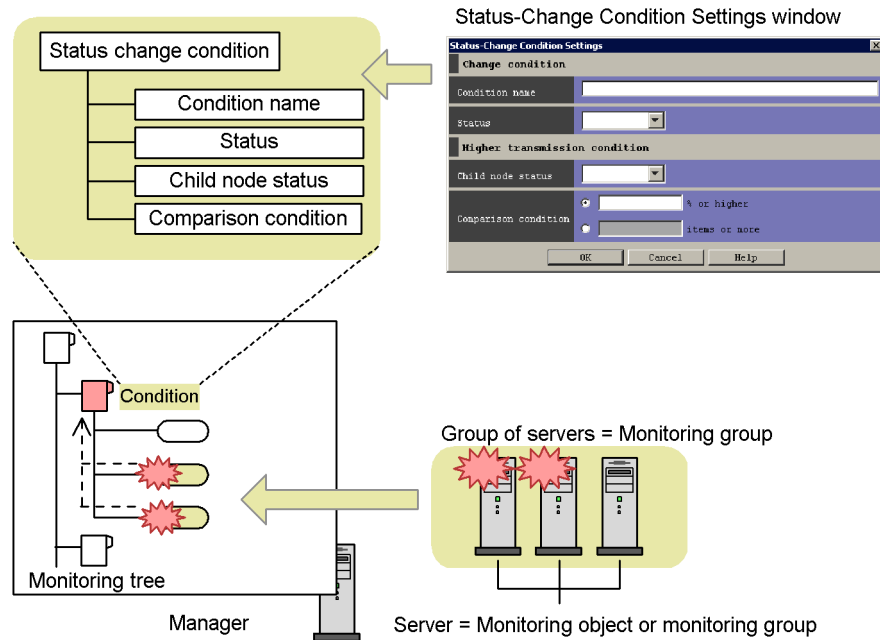 Status-Change Condition Settings window
Status change condition
Condition name
Status
Child node status
Comparison condition
Status-Change Condition Settings
Change condition
Condition name
Status
Higher transmission condition
Child node status
Comparison condition
% or higher
items or more
OK Cancel Help
Condition
Monitoring tree
Manager
Group of servers = Monitoring group
Server = Monitoring object or monitoring group